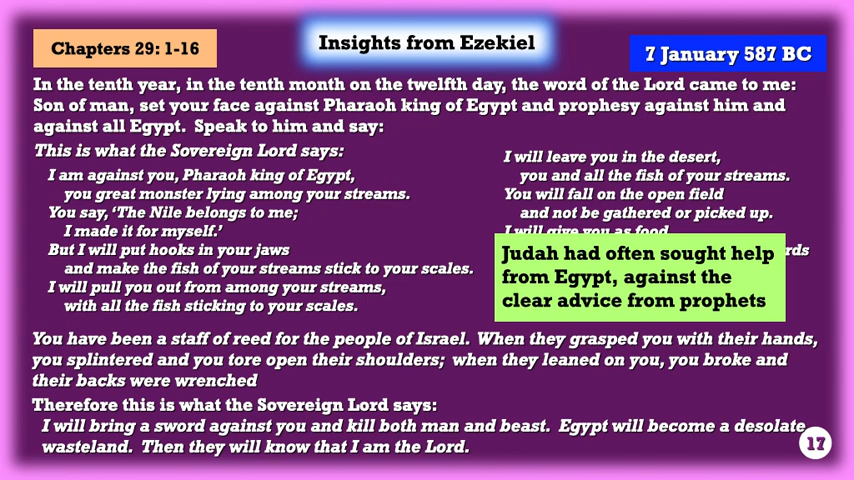 Chapters 29: 1-16
Insights from Ezekiel
7 January 587 BC
In the tenth year, in the tenth month on the twelfth day, the word of the Lord came to me:
Son of man, set your face against Pharaoh king of Egypt and prophesy against him and
against all Egypt. Speak to him and say:
This is what the Sovereign Lord says:
I am against you, Pharaoh king of Egypt,
you great monster lying among your streams.
You say, ‘The Nile belongs to me;
I made it for myself.’
But I will put hooks in your jaws
and make the fish of your streams stick to your scales.
I will pull you out from among your streams,
with all the fish sticking to your scales.
I will leave you in the desert,
you and all the fish of your streams.
You will fall on the open field
and not be gathered or picked up.
I will give you as food
Judah had often sought help
from Egypt, against the
clear advice from prophets
You have been a staff of reed for the people of Israel. When they grasped you with their hands,
you splintered and you tore open their shoulders; when they leaned on you, you broke and
their backs were wrenched
Therefore this is what the Sovereign Lord says:
I will bring a sword against you and kill both man and beast. Egypt will become a desolate
wasteland. Then they will know that I am the Lord.
17